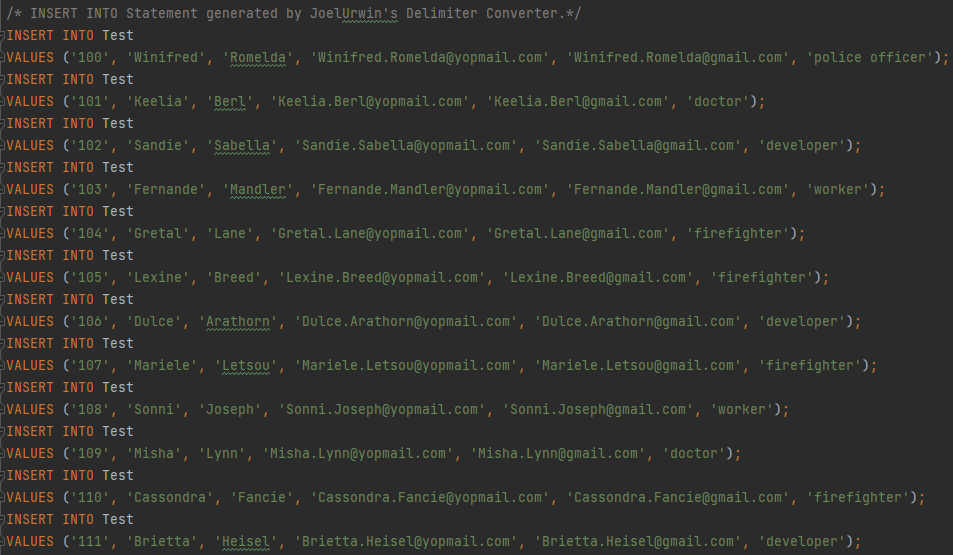 /* INSERT INTO Statement generated by JoelUrwin's Delimiter Converter.*/
INSERT INTO Test
VALUES ('100', 'Winifred', 'Romelda', 'Winifred.Romelda@yopmail.com', 'Winifred.Romelda@gmail.com', 'police officer');
INSERT INTO Test
VALUES ('101', 'Keelia', 'Berl', 'Keelia.Berl@yopmail.com', 'Keelia.Berl@gmail.com', 'doctor');
INSERT INTO Test
VALUES ('102', 'Sandie', 'Sabella', 'Sandie.Sabella@yopmail.com', 'Sandie.Sabella@gmail.com', 'developer');
INSERT INTO Test
VALUES ('103', 'Fernande', 'Mandler', 'Fernande.Mandler@yopmail.com', 'Fernande.Mandler@gmail.com', 'worker');
INSERT INTO Test
VALUES ('104', 'Gretal', 'Lane', 'Gretal.Lane@yopmail.com', 'Gretal.Lane@gmail.com', 'firefighter');
INSERT INTO Test
VALUES ('105', 'Lexine', 'Breed', 'Lexine.Breed@yopmail.com', 'Lexine.Breed@gmail.com', 'firefighter');
INSERT INTO Test
VALUES ('106', 'Dulce', 'Arathorn', 'Dulce.Arathorn@yopmail.com', 'Dulce.Arathorn@gmail.com', 'developer');
INSERT INTO Test
VALUES ('107', 'Mariele', 'Letsou', 'Mariele.Letsou@yopmail.com', 'Mariele.Letsou@gmail.com', 'firefighter');
INSERT INTO Test
VALUES ('108', 'Sonni', 'Joseph', 'Sonni.Joseph@yopmail.com', 'Sonni.Joseph@gmail.com', 'worker');
INSERT INTO Test
VALUES ('109', 'Misha', 'Lynn', 'Misha.Lynn@yopmail.com', 'Misha.Lynn@gmail.com', 'doctor');
INSERT INTO Test
VALUES ('110', 'Cassondra', 'Fancie', 'Cassondra.Fancie@yopmail.com', 'Cassondra.Fancie@gmail.com', 'firefighter');
INSERT INTO Test
VALUES ('111', 'Brietta', 'Heisel', 'Brietta.Heisel@yopmail.com', 'Brietta.Heisel@gmail.com', 'developer');